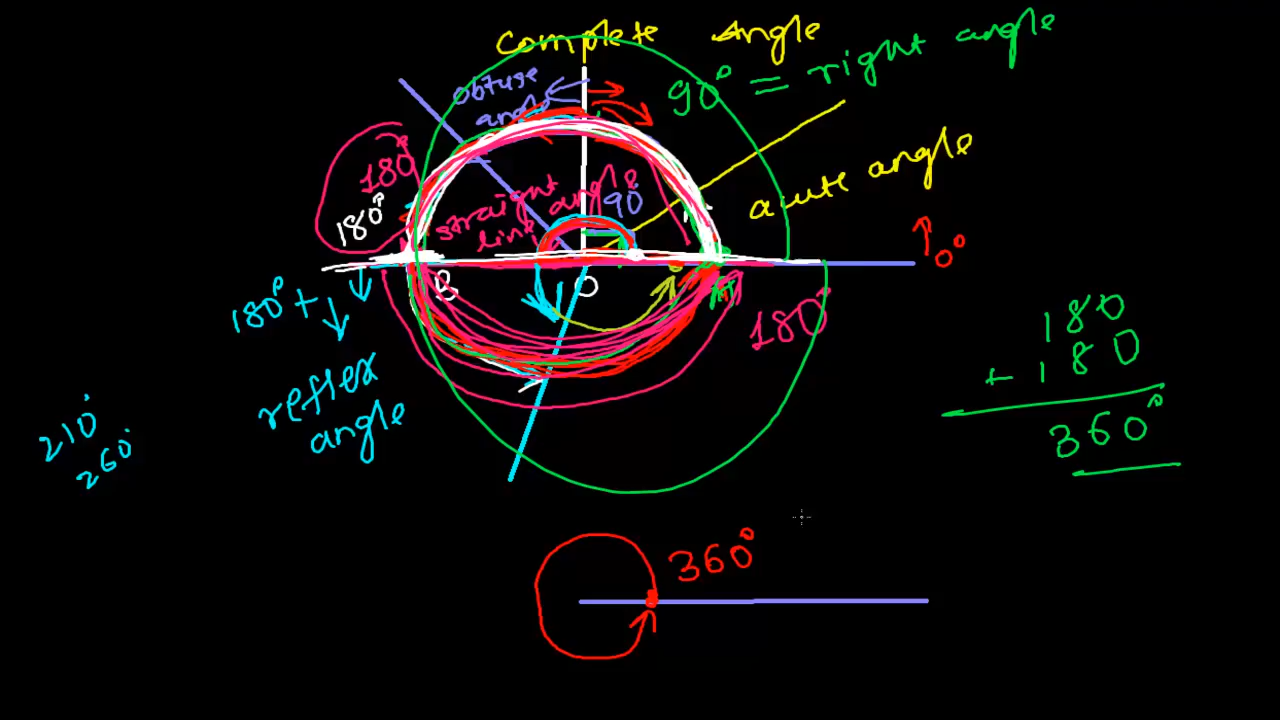 Complete Angle
90° = right angle
obtuse
angle
acute angle
180°
180°
straight
angle
line
90°
0°
B
O
A
180°+
180°
reflex
angle
210°
260°
180
+ 180
360°
360°